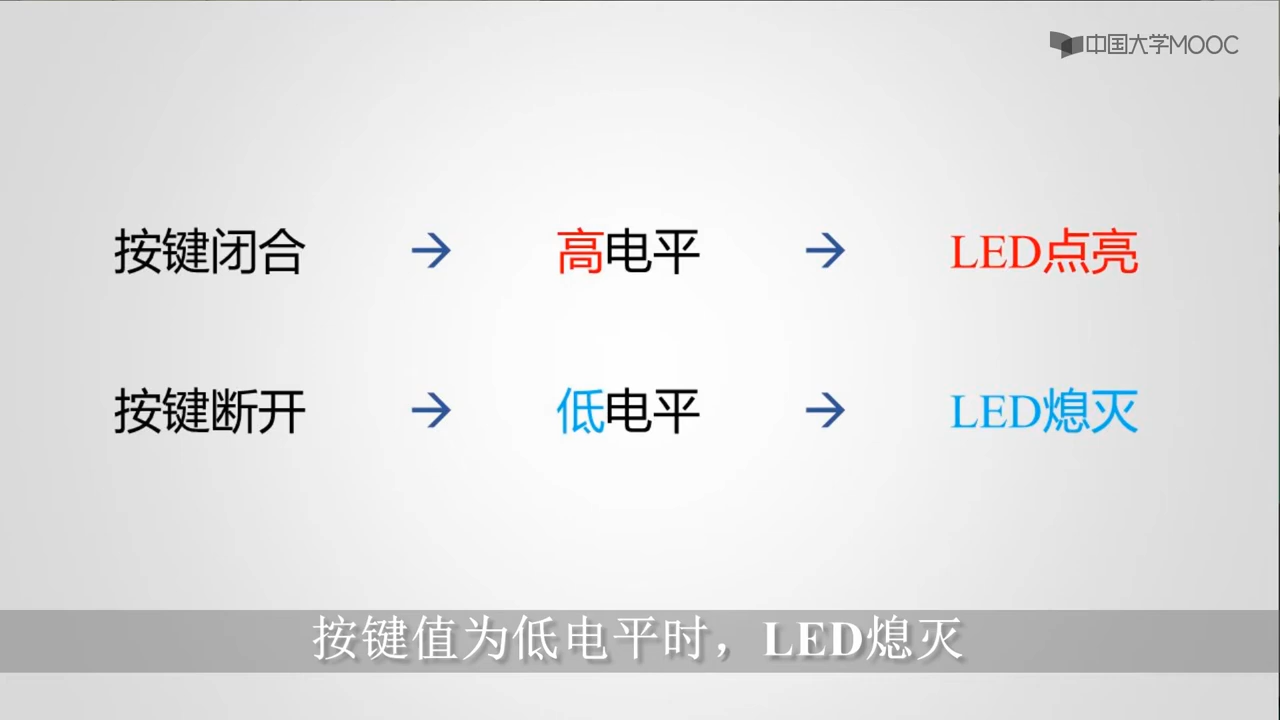 中国大学MOOC
按键闭合 → 高电平 → LED点亮
按键断开 → 低电平 → LED熄灭
按键值为低电平时，LED熄灭